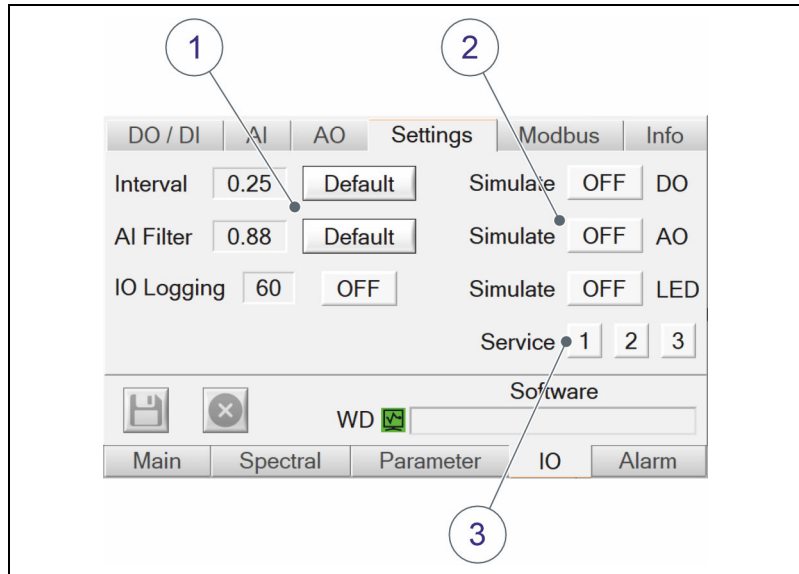 1 2
DO / DI AI AO Settings Modbus Info
Interval 0.25 Default Simulate OFF DO
AI Filter 0.88 Default Simulate OFF AO
IO Logging 60 OFF Simulate OFF LED
Service 1 2 3
Software
WD
Main Spectral Parameter IO Alarm
3